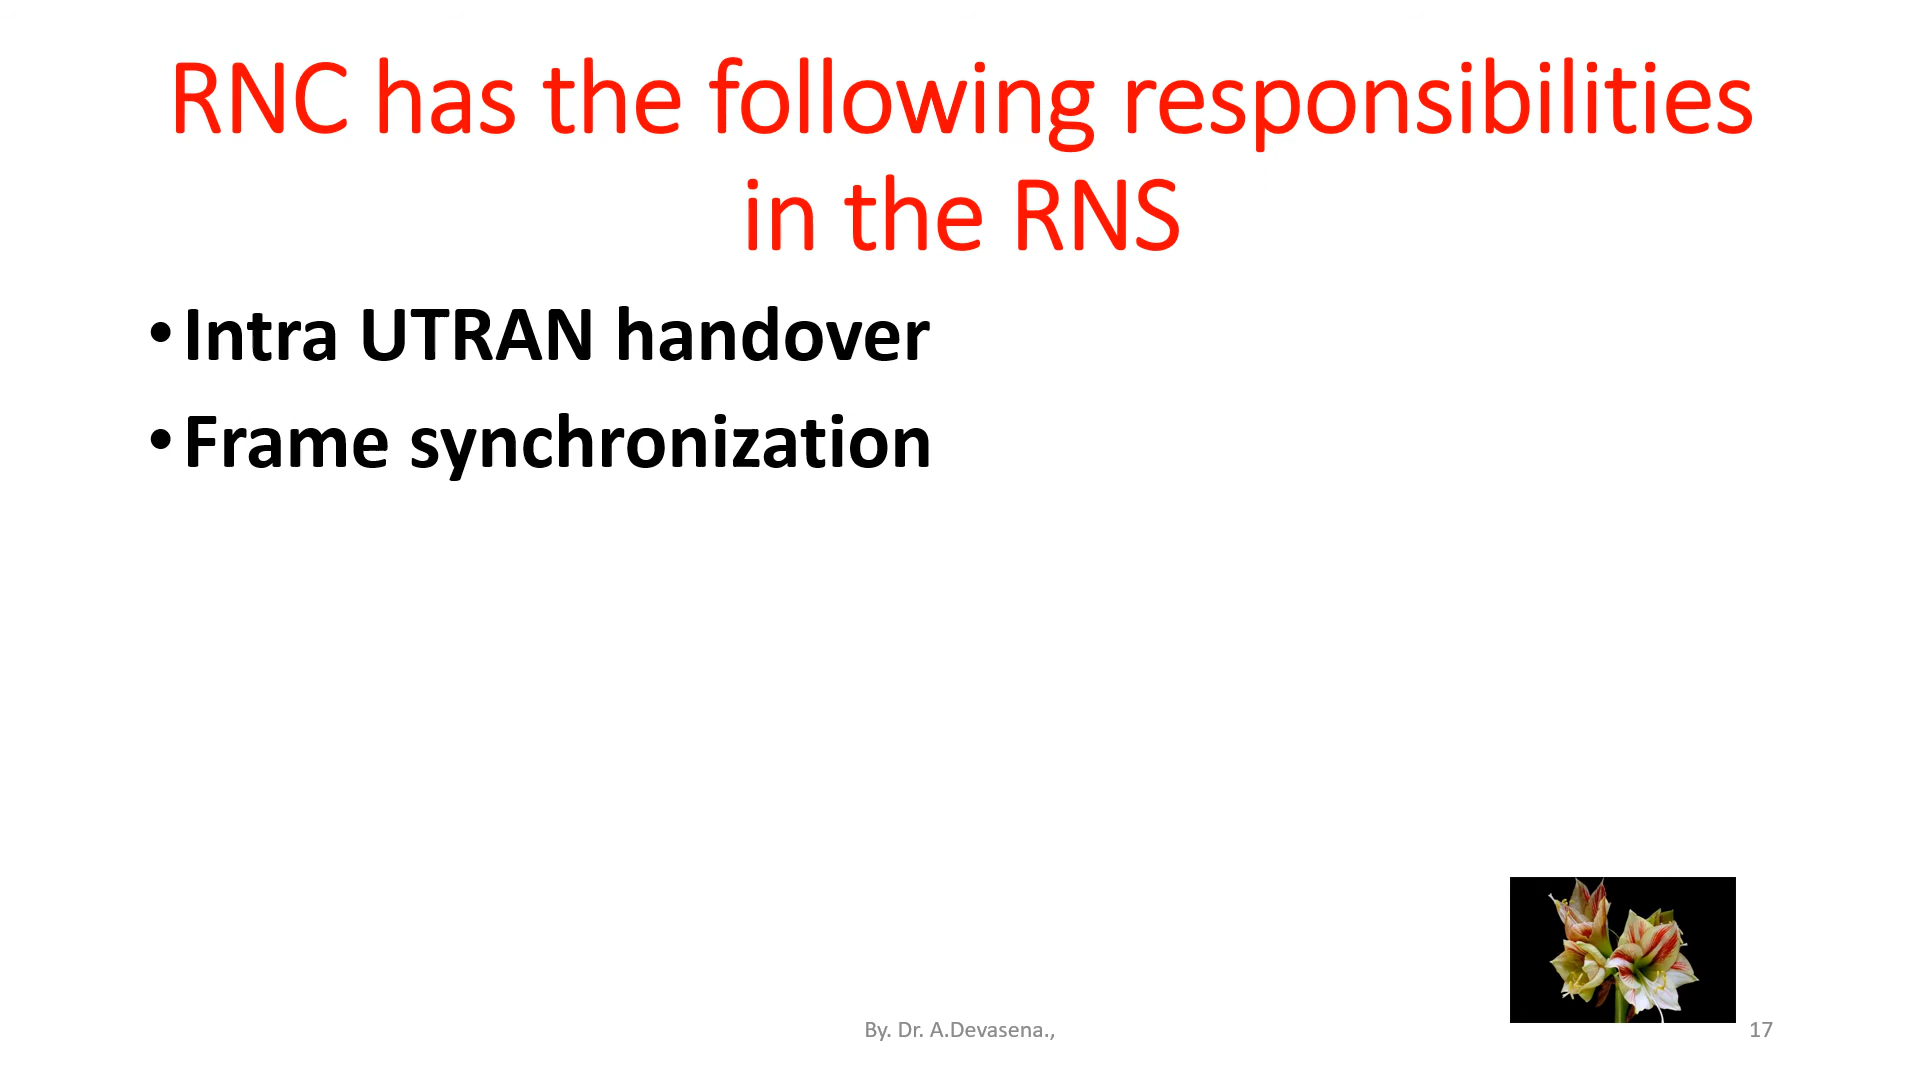 RNC has the following responsibilities
in the RNS
•Intra UTRAN handover
•Frame synchronization
By. Dr. A.Devasena.,
17